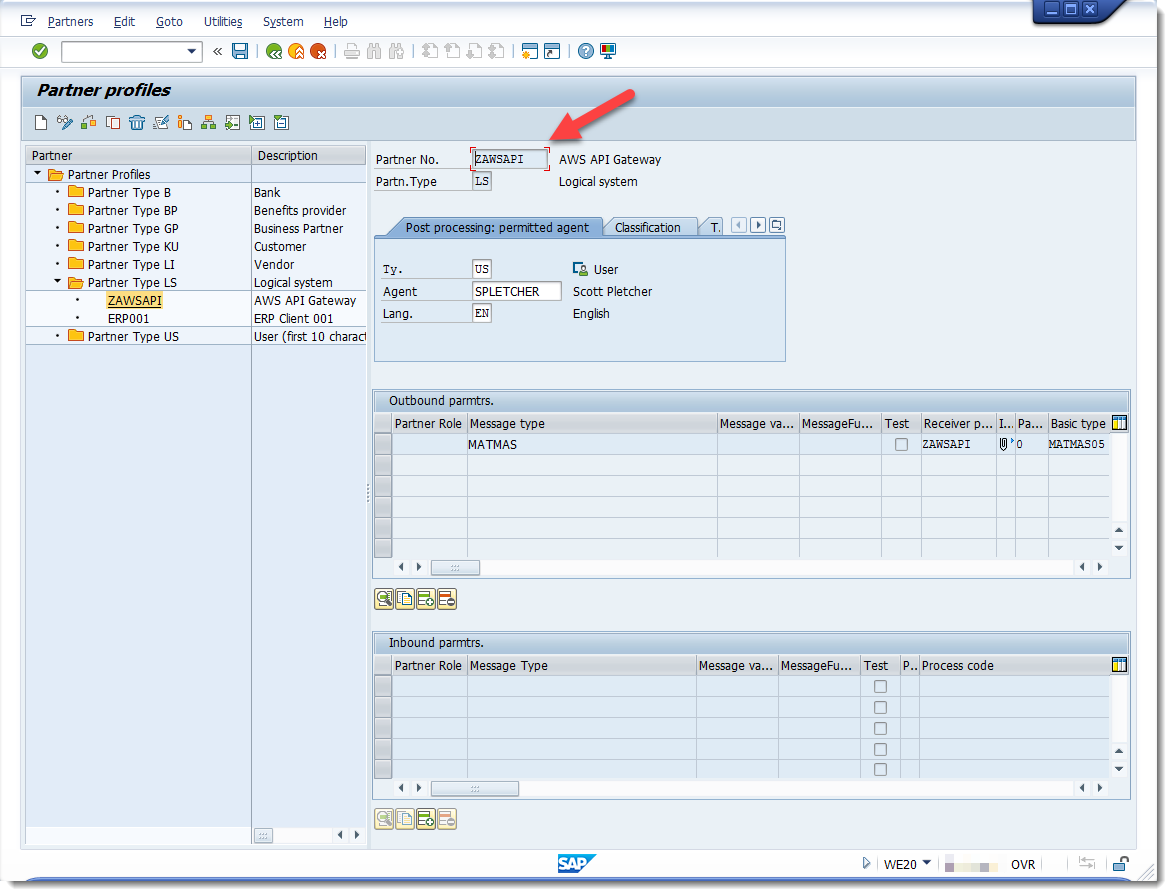 Partners Edit Goto Utilities System Help
Partner profiles
Partner Description
Partner Profiles
Partner Type B Bank
Partner Type BP Benefits provider
Partner Type GP Business Partner
Partner Type KU Customer
Partner Type LI Vendor
Partner Type LS Logical system
ZAWSAPI AWS API Gateway
ERP001 ERP Client 001
Partner Type US User (first 10 charact
Partner No. ZAWSAPI AWS API Gateway
Partn.Type LS Logical system
Post processing: permitted agent Classification T.
Ty. US User
Agent SPLETCHER Scott Pletcher
Lang. EN English
Outbound parmtrs.
Partner Role Message type Message va... MessageFu... Test Receiver p... I... Pa... Basic type
MATMAS ZAWSAPI 0 MATMAS05
Inbound parmtrs.
Partner Role Message Type Message va... MessageFu... Test P.. Process code
SAP WE20 OVR